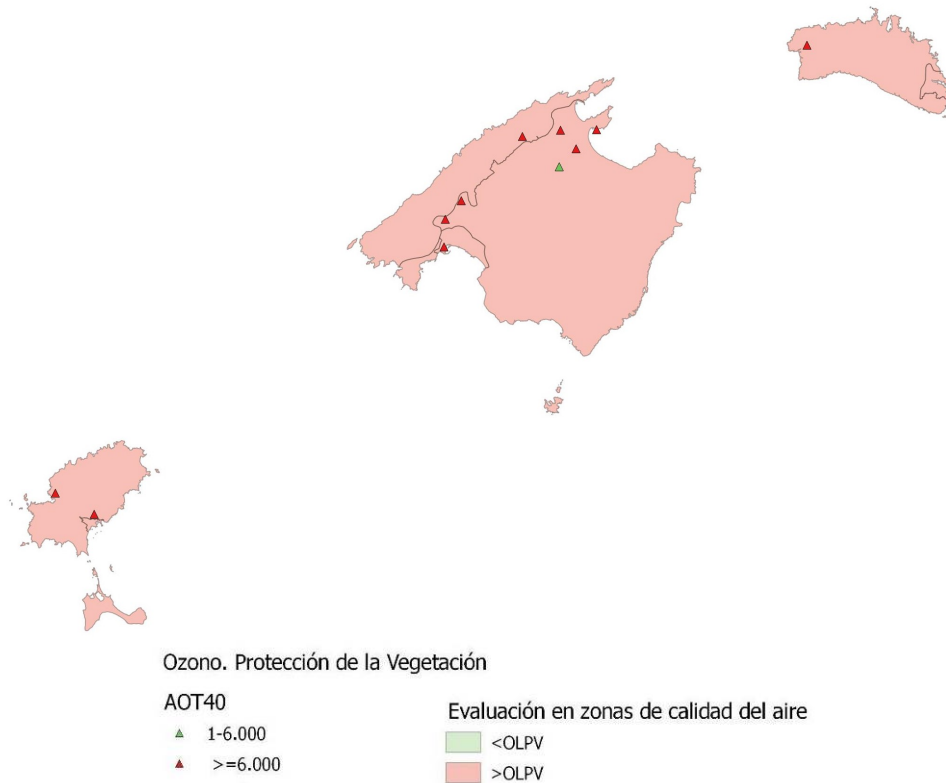 Ozono. Protección de la Vegetación
AOT40
1-6.000
>=6.000
Evaluación en zonas de calidad del aire
<OLPV
>OLPV